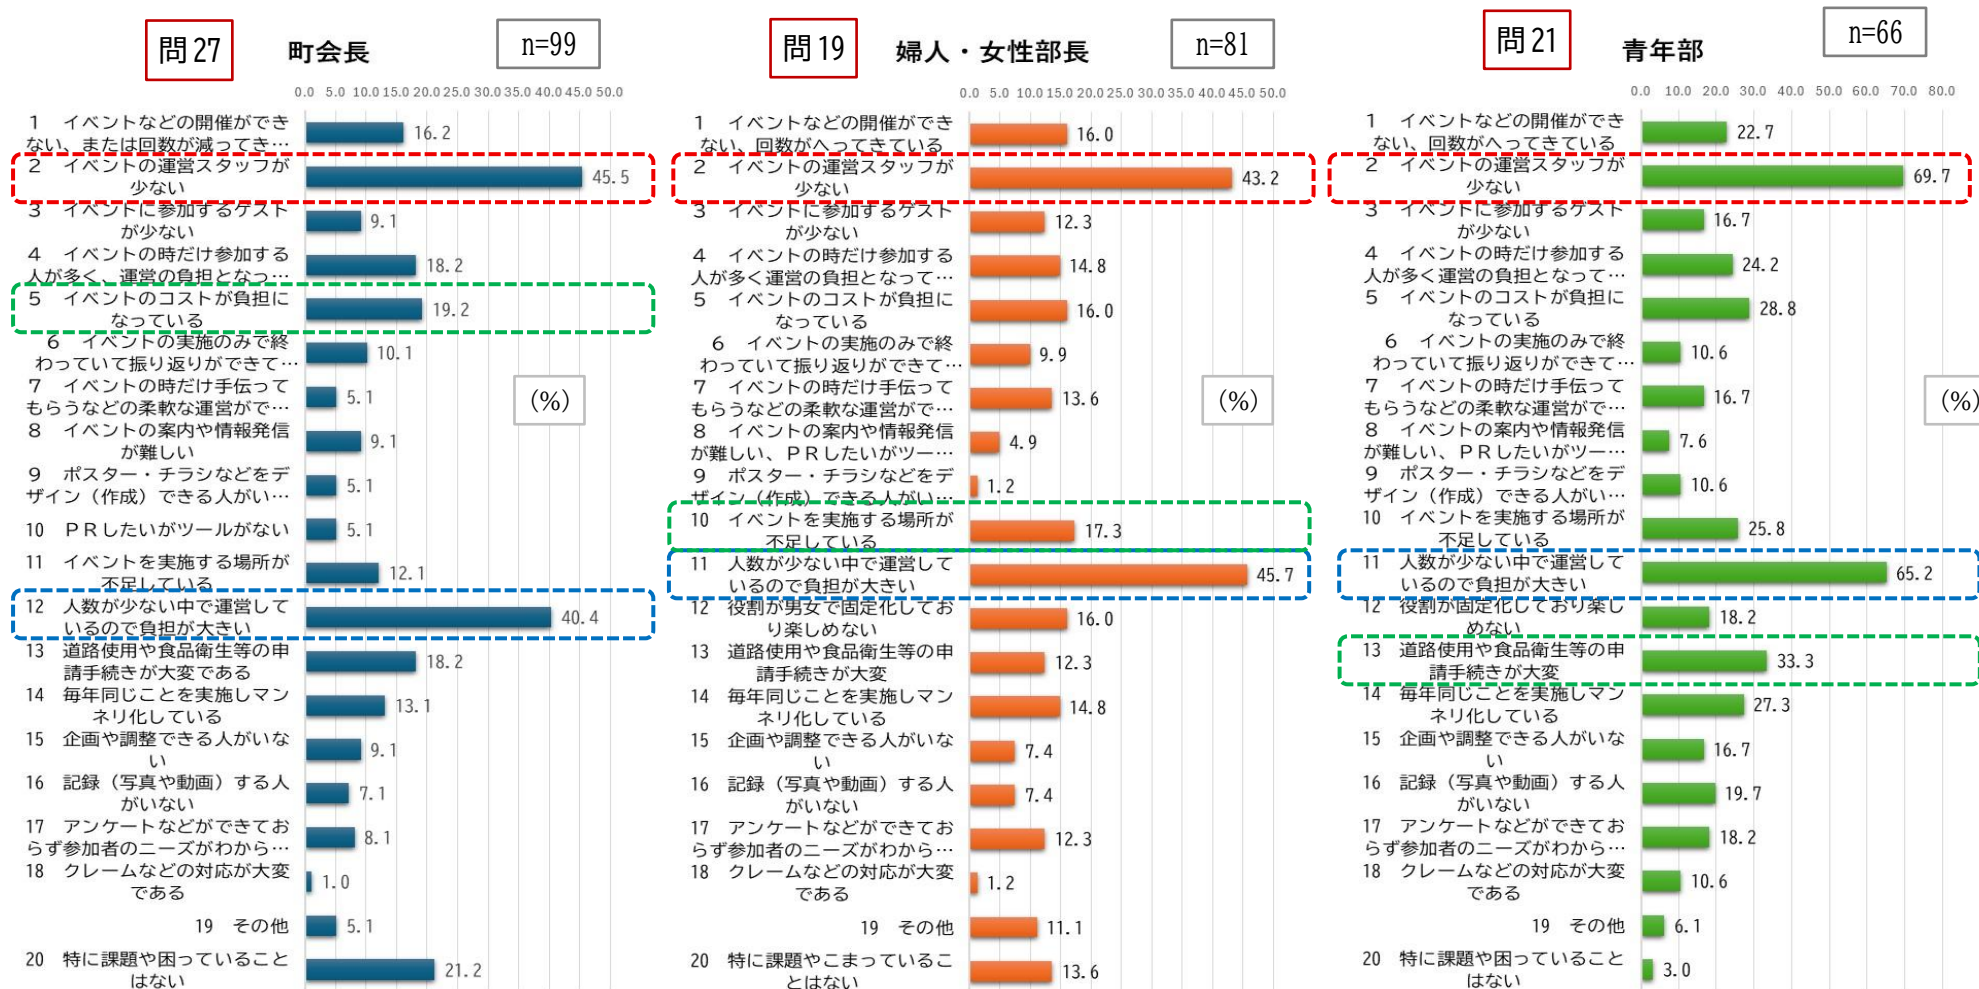 問27
町会長
n=99
0.0 5.0 10.0 15.0 20.0 25.0 30.0 35.0 40.0 45.0 50.0
1 イベントなどの開催ができ
ない、または回数が減ってき…
16.2
2 イベントの運営スタッフが
少ない
45.5
3 イベントに参加するゲスト
が少ない
9.1
4 イベントの時だけ参加する
人が多く、運営の負担となっ…
18.2
5 イベントのコストが負担に
なっている
19.2
6 イベントの実施のみで終
わっていて振り返りができて…
10.1
7 イベントの時だけ手伝って
もらうなどの柔軟な運営がで…
5.1
8 イベントの案内や情報発信
が難しい
9.1
9 ポスター・チラシなどをデ
ザイン（作成）できる人がい…
5.1
10 ＰＲしたいがツールがない
5.1
11 イベントを実施する場所が
不足している
12.1
12 人数が少ない中で運営して
いるので負担が大きい
40.4
13 道路使用や食品衛生等の申
請手続きが大変である
18.2
14 毎年同じことを実施しマン
ネリ化している
13.1
15 企画や調整できる人がいな
い
9.1
16 記録（写真や動画）する人
がいない
7.1
17 アンケートなどができてお
らず参加者のニーズがわから…
8.1
18 クレームなどの対応が大変
である
1.0
19 その他
5.1
20 特に課題や困っていること
はない
21.2
(%)
問19
婦人・女性部長
n=81
0.0 5.0 10.0 15.0 20.0 25.0 30.0 35.0 40.0 45.0 50.0
1 イベントなどの開催ができ
ない、回数がへってきている
16.0
2 イベントの運営スタッフが
少ない
43.2
3 イベントに参加するゲスト
が少ない
12.3
4 イベントの時だけ参加する
人が多く運営の負担となって…
14.8
5 イベントのコストが負担に
なっている
16.0
6 イベントの実施のみで終
わっていて振り返りができて…
9.9
7 イベントの時だけ手伝って
もらうなどの柔軟な運営がで…
13.6
8 イベントの案内や情報発信
が難しい、ＰＲしたいがツー…
4.9
9 ポスター・チラシなどをデ
ザイン（作成）できる人がい…
1.2
10 イベントを実施する場所が
不足している
17.3
11 人数が少ない中で運営して
いるので負担が大きい
45.7
12 役割が男女で固定化してお
り楽しめない
16.0
13 道路使用や食品衛生等の申
請手続きが大変
12.3
14 毎年同じことを実施しマン
ネリ化している
14.8
15 企画や調整できる人がいな
い
7.4
16 記録（写真や動画）する人
がいない
7.4
17 アンケートなどができてお
らず参加者のニーズがわから…
12.3
18 クレームなどの対応が大変
である
1.2
19 その他
11.1
20 特に課題やこまっているこ
とはない
13.6
(%)
問21
青年部
n=66
0.0 10.0 20.0 30.0 40.0 50.0 60.0 70.0 80.0
1 イベントなどの開催ができ
ない、回数がへってきている
22.7
2 イベントの運営スタッフが
少ない
69.7
3 イベントに参加するゲスト
が少ない
16.7
4 イベントの時だけ参加する
人が多く運営の負担となって…
24.2
5 イベントのコストが負担に
なっている
28.8
6 イベントの実施のみで終
わっていて振り返りができて…
10.6
7 イベントの時だけ手伝って
もらうなどの柔軟な運営がで…
16.7
8 イベントの案内や情報発信
が難しい、ＰＲしたいがツー…
7.6
9 ポスター・チラシなどをデ
ザイン（作成）できる人がい…
10.6
10 イベントを実施する場所が
不足している
25.8
11 人数が少ない中で運営して
いるので負担が大きい
65.2
12 役割が固定化しており楽し
めない
18.2
13 道路使用や食品衛生等の申
請手続きが大変
33.3
14 毎年同じことを実施しマン
ネリ化している
27.3
15 企画や調整できる人がいな
い
16.7
16 記録（写真や動画）する人
がいない
19.7
17 アンケートなどができてお
らず参加者のニーズがわから…
18.2
18 クレームなどの対応が大変
である
10.6
19 その他
6.1
20 特に課題や困っていること
はない
3.0
(%)